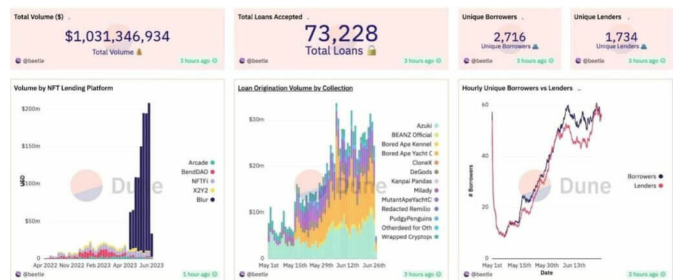 Total Volume ($)
$1,031,346,934
Total Volume 💰
@beetle
3 hours ago
Total Loans Accepted
73,228
Total Loans 🔒
@beetle
3 hours ago
Unique Borrowers
2,716
Unique Borrowers 👥
@beetle
3 hours ago
Unique Lenders
1,734
Unique Lenders 👥
@beetle
3 hours ago
Volume by NFT Lending Platform
$200m
$150m
$100m
$50m
0
USD
Apr 2022 Nov 2022 Feb 2023 Apr 2023 Jun 2023
Arcade
BendDAO
NFTFi
X2Y2
Blur
Dune
@beetle
1 hour ago
Loan Origination Volume by Collection
$30m
$20m
$10m
0
May 1st May 15th May 29th Jun 12th Jun 26th
Azuki
BEANZ Official
Bored Ape Kennel
Bored Ape Yacht C
CloneX
DeGods
Kanpai Pandas
Milady
MutantApeYachtC
Redacted Remilio
PudgyPenguins
Otherdeed for Oth
Wrapped Cryptop
Dune
@beetle
3 hours ago
Hourly Unique Borrowers vs Lenders
60
40
20
0
# Borrowers
May 1st May 15th May 30th Jun 13th
Date
Borrowers
Lenders
Dune
@beetle
3 hours ago